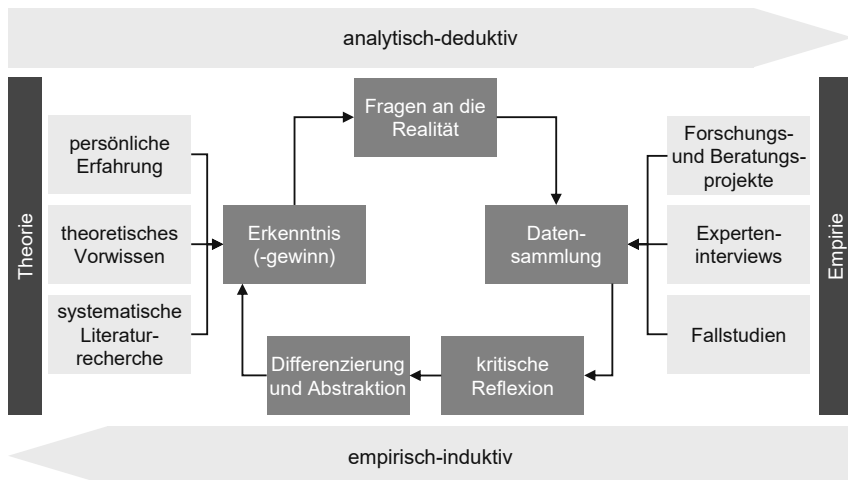 analytisch-deduktiv
Theorie
persönliche
Erfahrung
theoretisches
Vorwissen
systematische
Literatur-
recherche
Erkenntnis
(-gewinn)
Fragen an die
Realität
Daten-
sammlung
kritische
Reflexion
Differenzierung
und Abstraktion
Forschungs-
und Beratungs-
projekte
Experten-
interviews
Fallstudien
Empirie
empirisch-induktiv